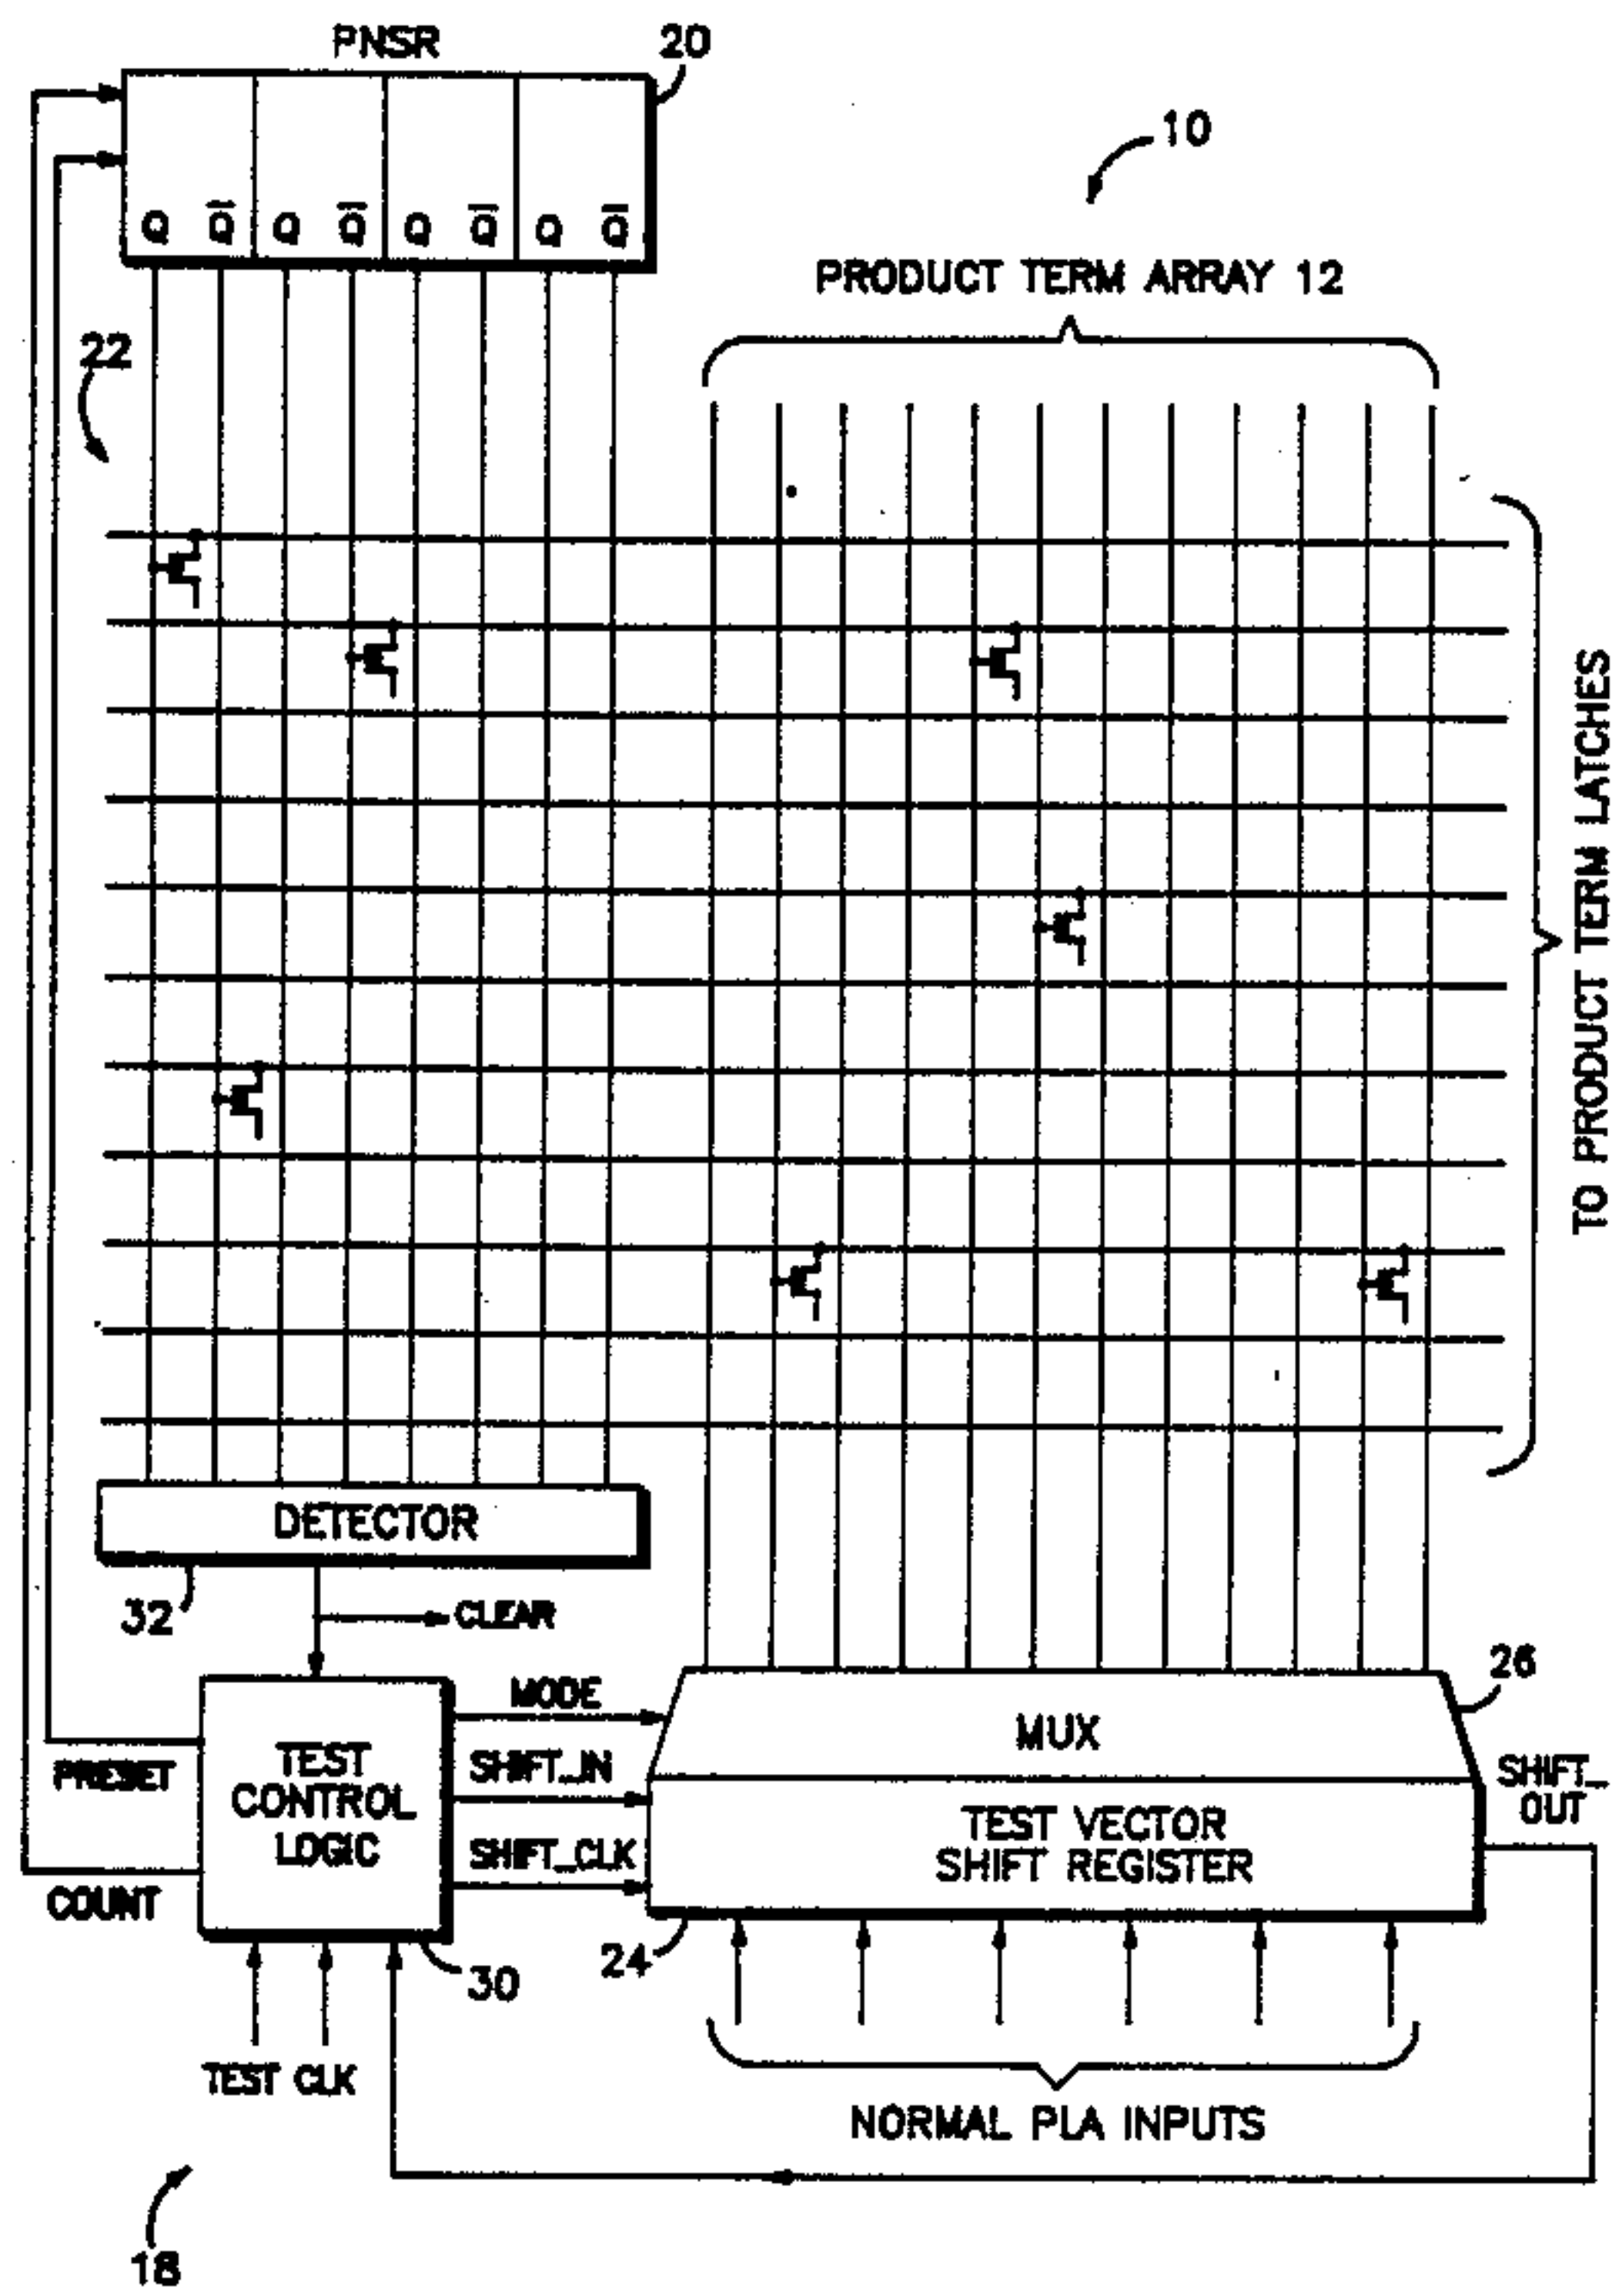 PNSR
20
10
Q Q̅ Q Q̅ Q Q̅ Q Q̅
PRODUCT TERM ARRAY 12
22
TO PRODUCT TERM LATCHES
DETECTOR
32
CLEAR
26
MODE
MUX
TEST
CONTROL
LOGIC
PRESET
SHIFT_IN
SHIFT_
OUT
TEST VECTOR
SHIFT REGISTER
SHIFT_CLK
COUNT
24
30
TEST CLK
NORMAL PLA INPUTS
18